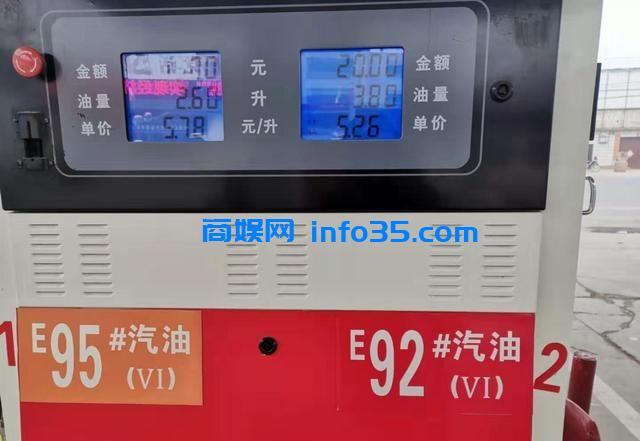 金额 元 20.00 金额
油量 2.60 升 3.80 油量
单价 5.78 元/升 5.26 单价
商娱网 info35.com
1 E95#汽油
(VI)
E92#汽油 2
(VI)